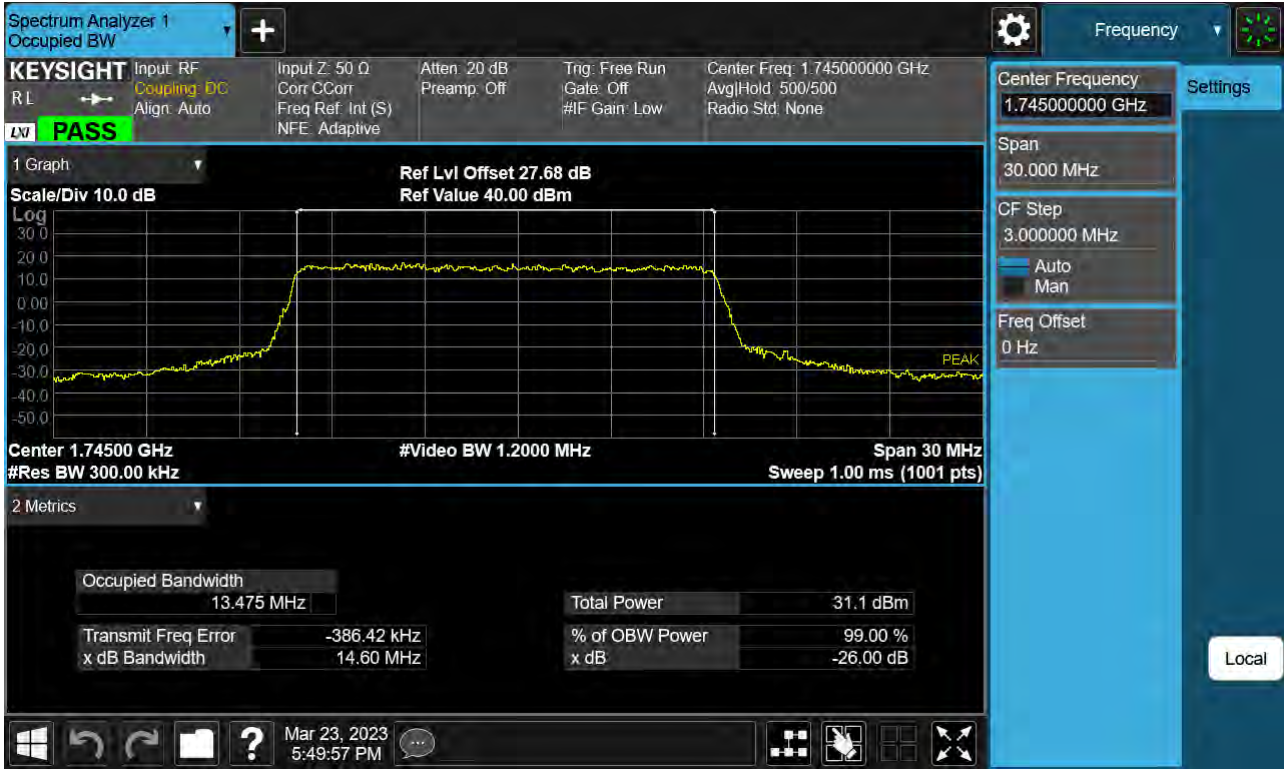 Spectrum Analyzer 1
Occupied BW
+
Frequency
KEYSIGHT
RL
LXI
PASS
Input: RF
Coupling: DC
Align: Auto
Input Z: 50 Ω
Corr CCorr
Freq Ref: Int (S)
NFE: Adaptive
Atten: 20 dB
Preamp: Off
Trig: Free Run
Gate: Off
#IF Gain: Low
Center Freq: 1.745000000 GHz
Avg|Hold: 500/500
Radio Std: None
Center Frequency
1.745000000 GHz
Settings
Span
30.000 MHz
CF Step
3.000000 MHz
Auto
Man
Freq Offset
0 Hz
Local
1 Graph
Scale/Div 10.0 dB
Ref Lvl Offset 27.68 dB
Ref Value 40.00 dBm
Log
30.0
20.0
10.0
0.00
-10.0
-20.0
-30.0
-40.0
-50.0
PEAK
Center 1.74500 GHz
#Video BW 1.2000 MHz
Span 30 MHz
#Res BW 300.00 kHz
Sweep 1.00 ms (1001 pts)
2 Metrics
Occupied Bandwidth
13.475 MHz
Total Power 31.1 dBm
Transmit Freq Error -386.42 kHz
% of OBW Power 99.00 %
x dB Bandwidth 14.60 MHz
x dB -26.00 dB
?
Mar 23, 2023
5:49:57 PM